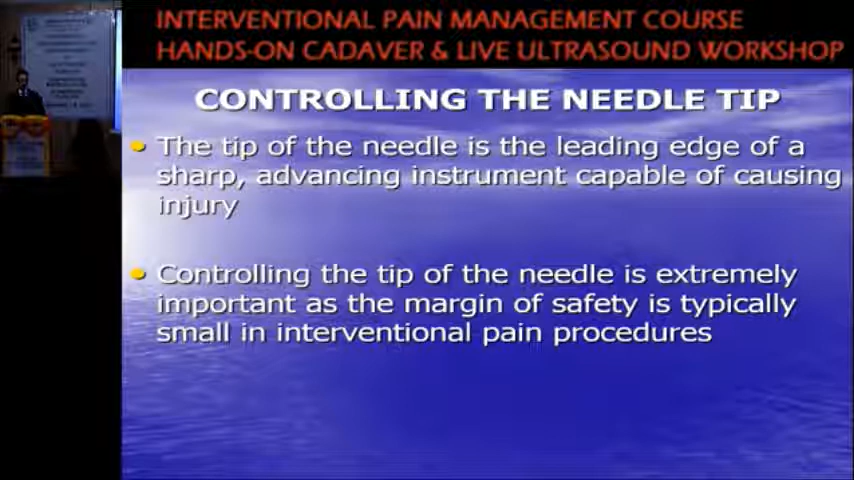 INTERVENTIONAL PAIN MANAGEMENT COURSE
HANDS-ON CADAVER & LIVE ULTRASOUND WORKSHOP
CONTROLLING THE NEEDLE TIP
The tip of the needle is the leading edge of a
sharp, advancing instrument capable of causing
injury
Controlling the tip of the needle is extremely
important as the margin of safety is typically
small in interventional pain procedures